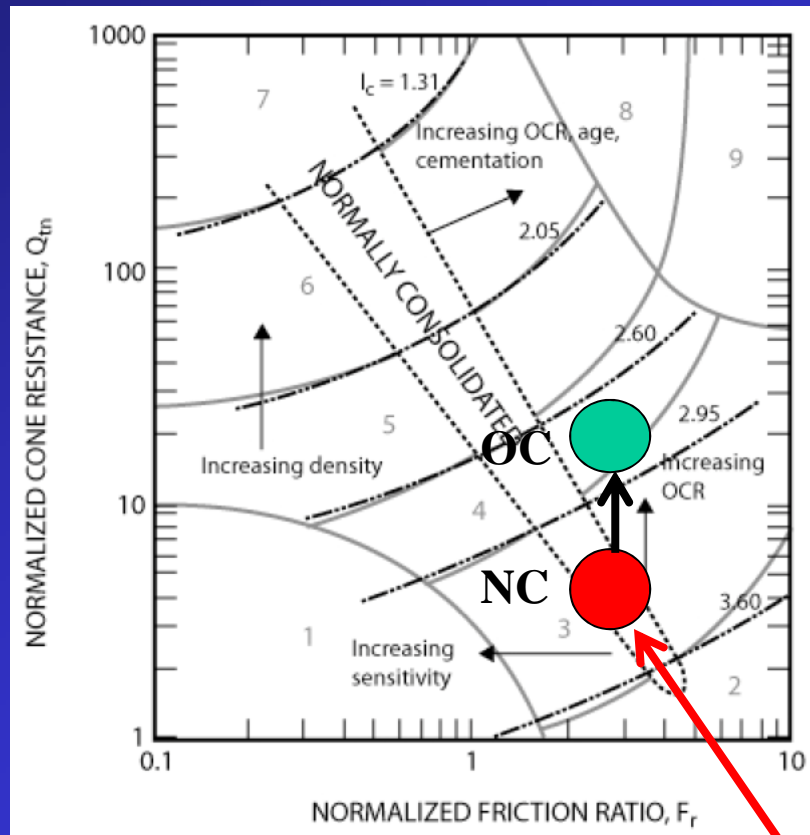 1000
7
I_c = 1.31
8
Increasing OCR, age,
cementation
9
NORMALLY CONSOLIDATED
2.05
NORMALIZED CONE RESISTANCE, Q_tn
100
6
2.60
5
2.95
OC
Increasing density
Increasing
OCR
10
4
NC
3.60
3
1
Increasing
sensitivity
2
1
0.1
1
10
NORMALIZED FRICTION RATIO, F_r